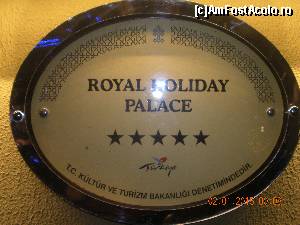 (c)AmFostAcolo.ro
ROYAL HOLIDAY
PALACE
Türkiye
T.C. KÜLTÜR VE TURİZM BAKANLIĞI DENETİMİNDEDİR.